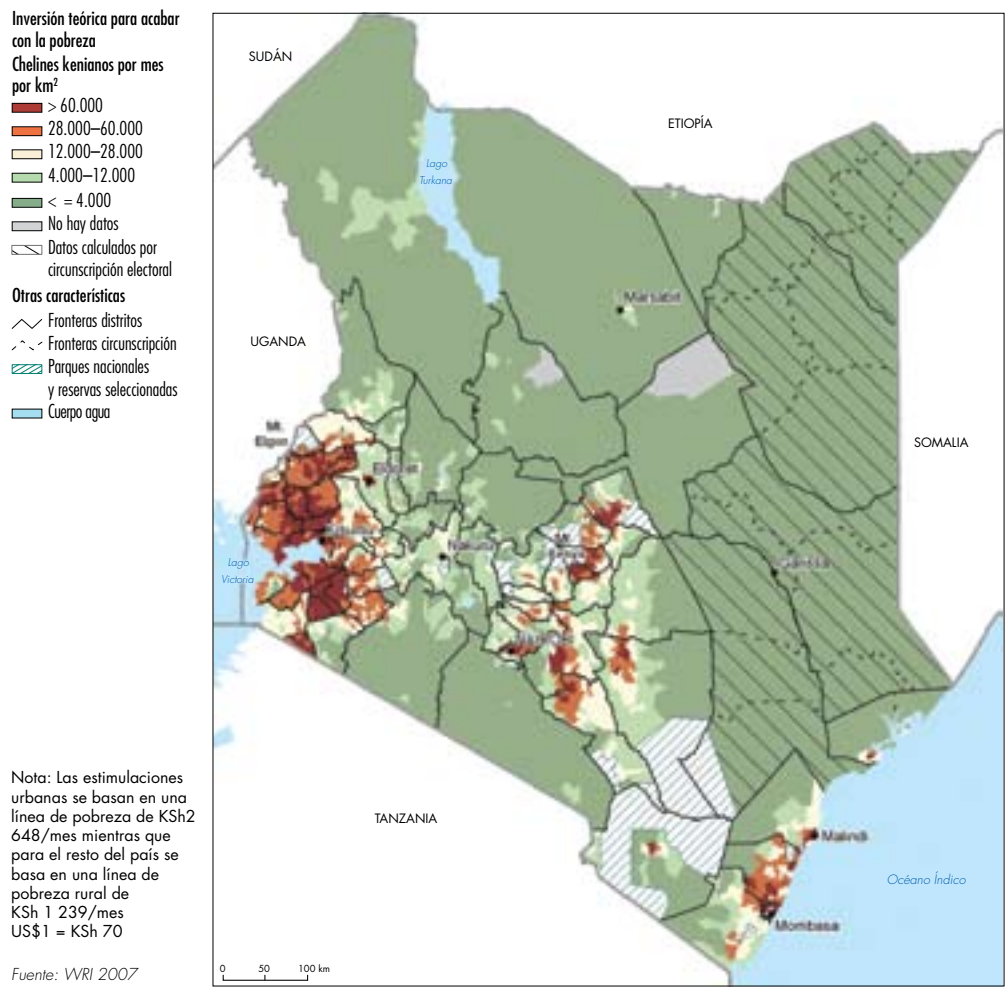 Inversión teórica para acabar
con la pobreza
Chelines kenianos por mes
por km²
> 60.000
28.000–60.000
12.000–28.000
4.000–12.000
< = 4.000
No hay datos
Datos calculados por
circunscripción electoral
Otras características
Fronteras distritos
Fronteras circunscripción
Parques nacionales
y reservas seleccionadas
Cuerpo agua
Nota: Las estimulaciones
urbanas se basan en una
línea de pobreza de KSh2
648/mes mientras que
para el resto del país se
basa en una línea de
pobreza rural de
KSh 1 239/mes
US$1 = KSh 70
Fuente: WRI 2007
SUDÁN
ETIOPÍA
Lago
Turkana
Marsabit
UGANDA
SOMALIA
Mt.
Elgon
Eldoret
Kisumu
Nakuru
Mt.
Garissa
Lago
Victoria
TANZANIA
Malindi
Océano Índico
Mombasa
0 50 100 km